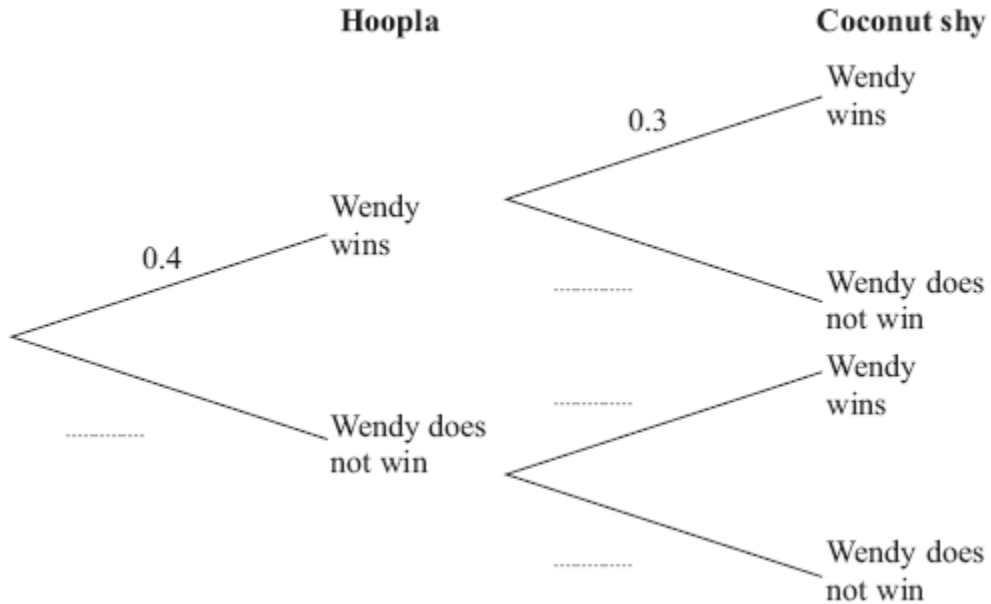 Hoopla
Coconut shy
Wendy
wins
0.3
Wendy
wins
0.4
Wendy does
not win
Wendy
wins
Wendy does
not win
Wendy does
not win